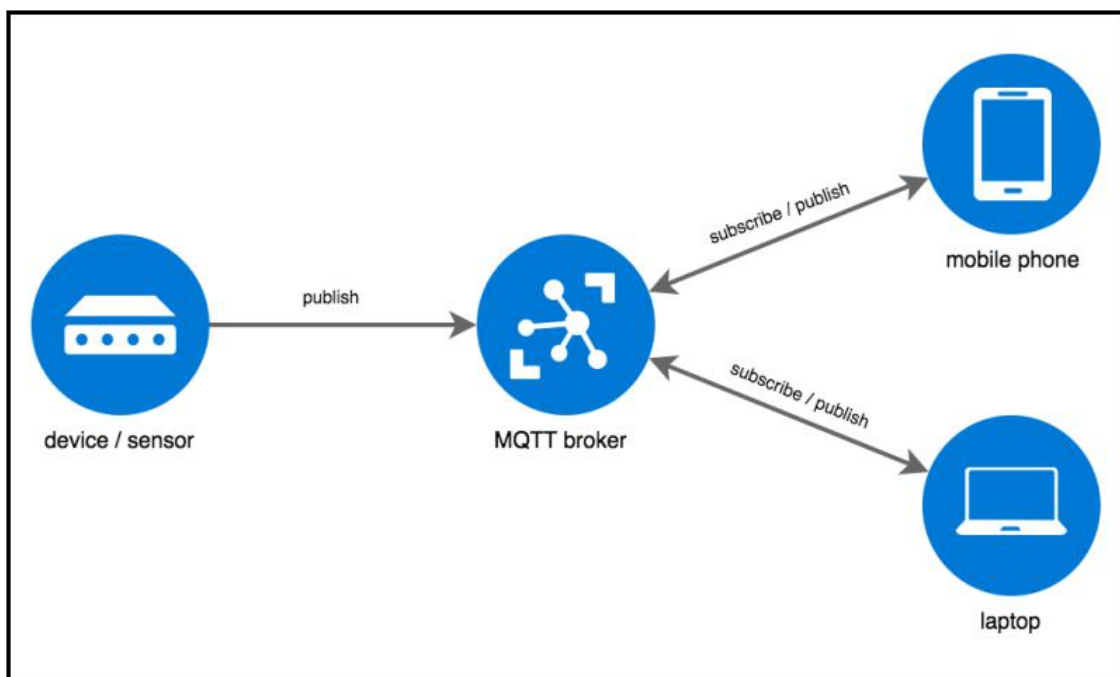 publish
device / sensor
MQTT broker
subscribe / publish
mobile phone
subscribe / publish
laptop